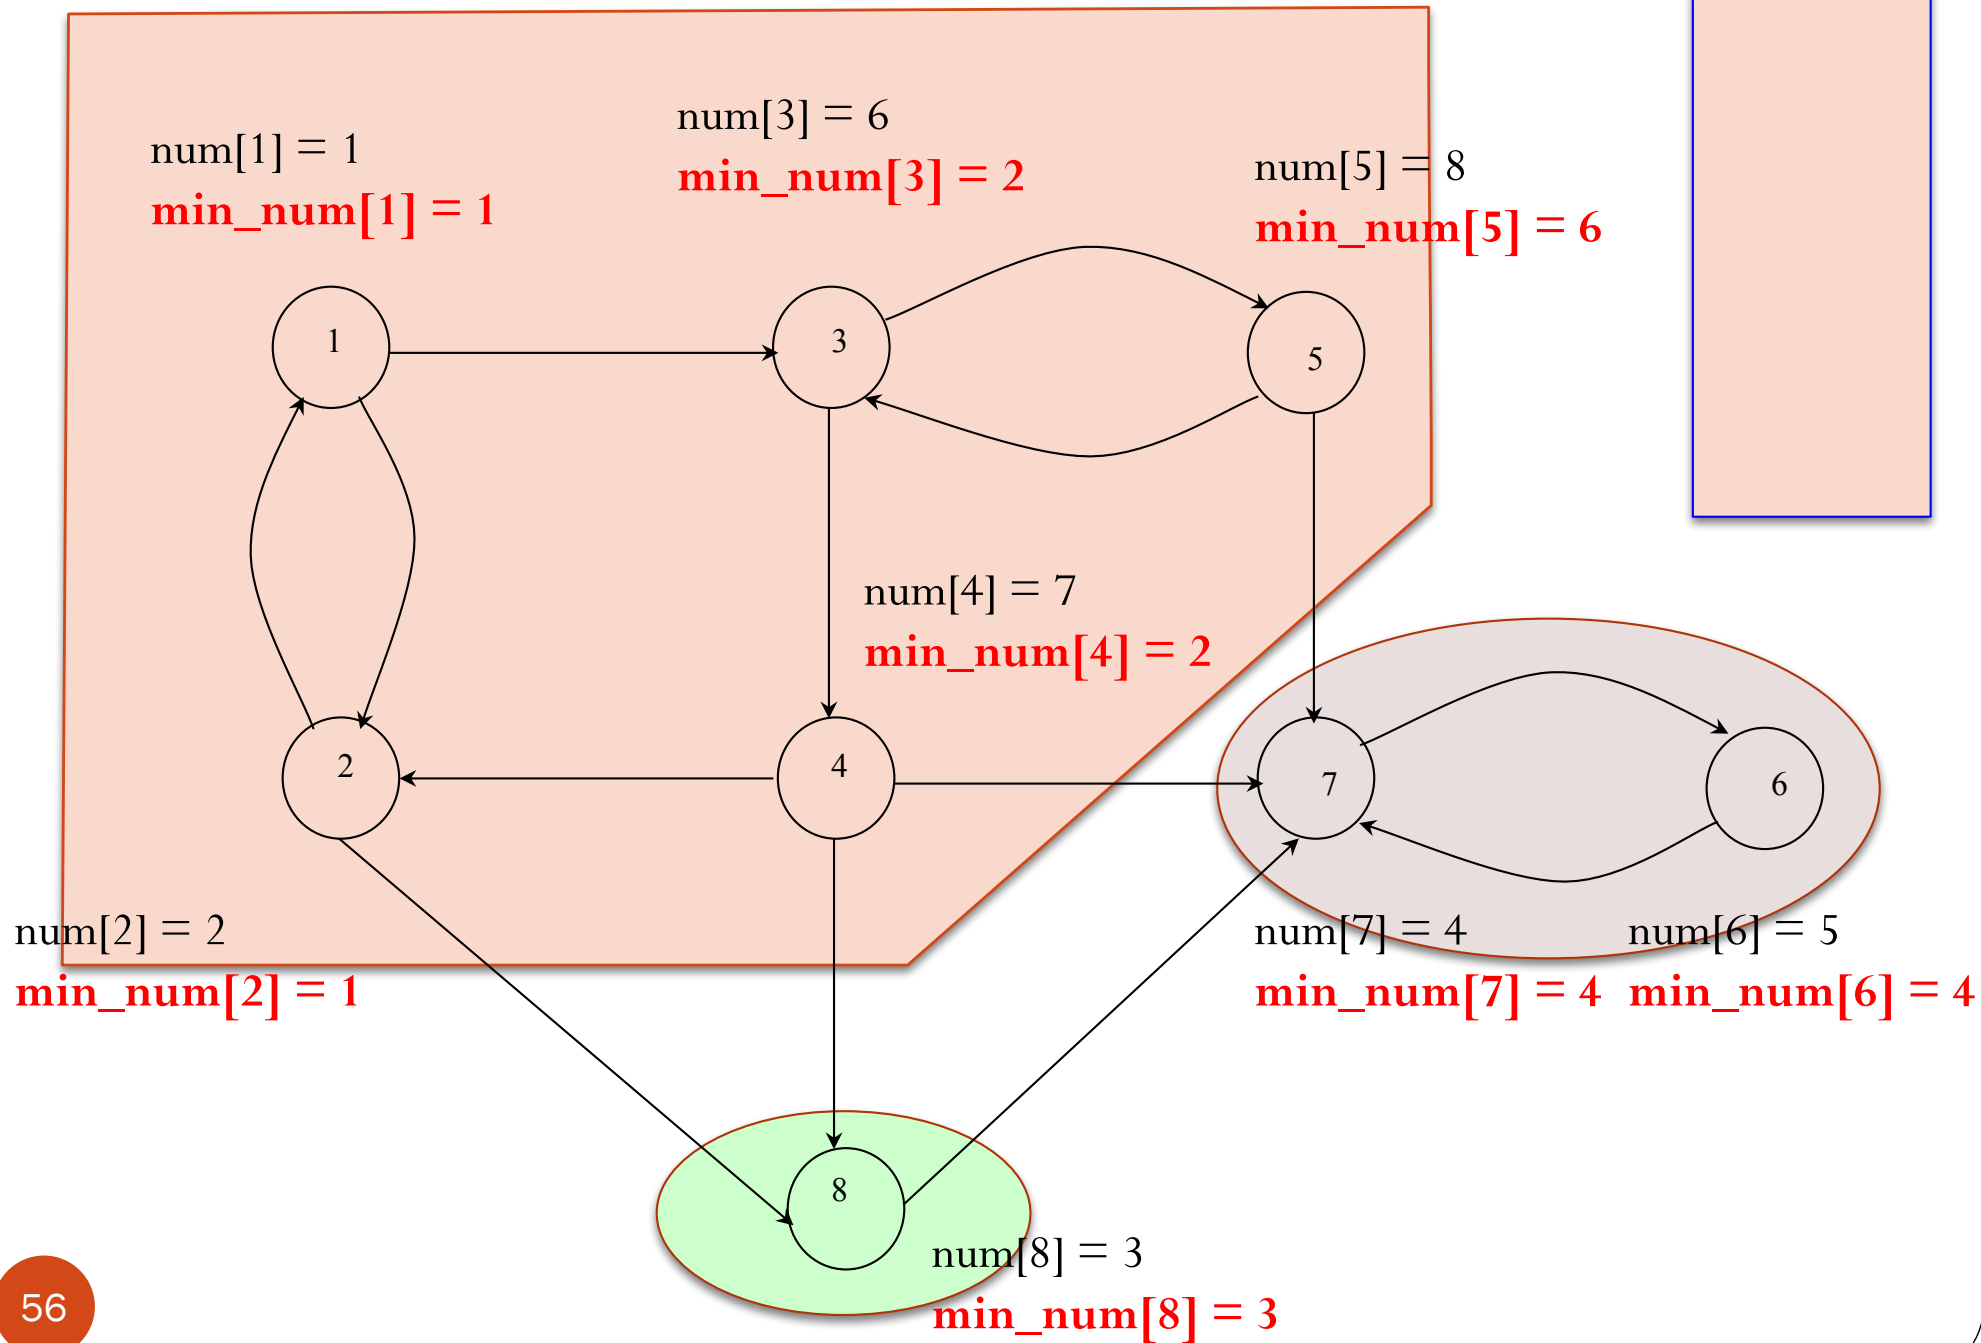 num[3] = 6
min_num[3] = 2
num[1] = 1
min_num[1] = 1
num[5] = 8
min_num[5] = 6
1
3
5
num[4] = 7
min_num[4] = 2
2
4
7
6
num[2] = 2
min_num[2] = 1
num[7] = 4
min_num[7] = 4
num[6] = 5
min_num[6] = 4
8
num[8] = 3
min_num[8] = 3
56